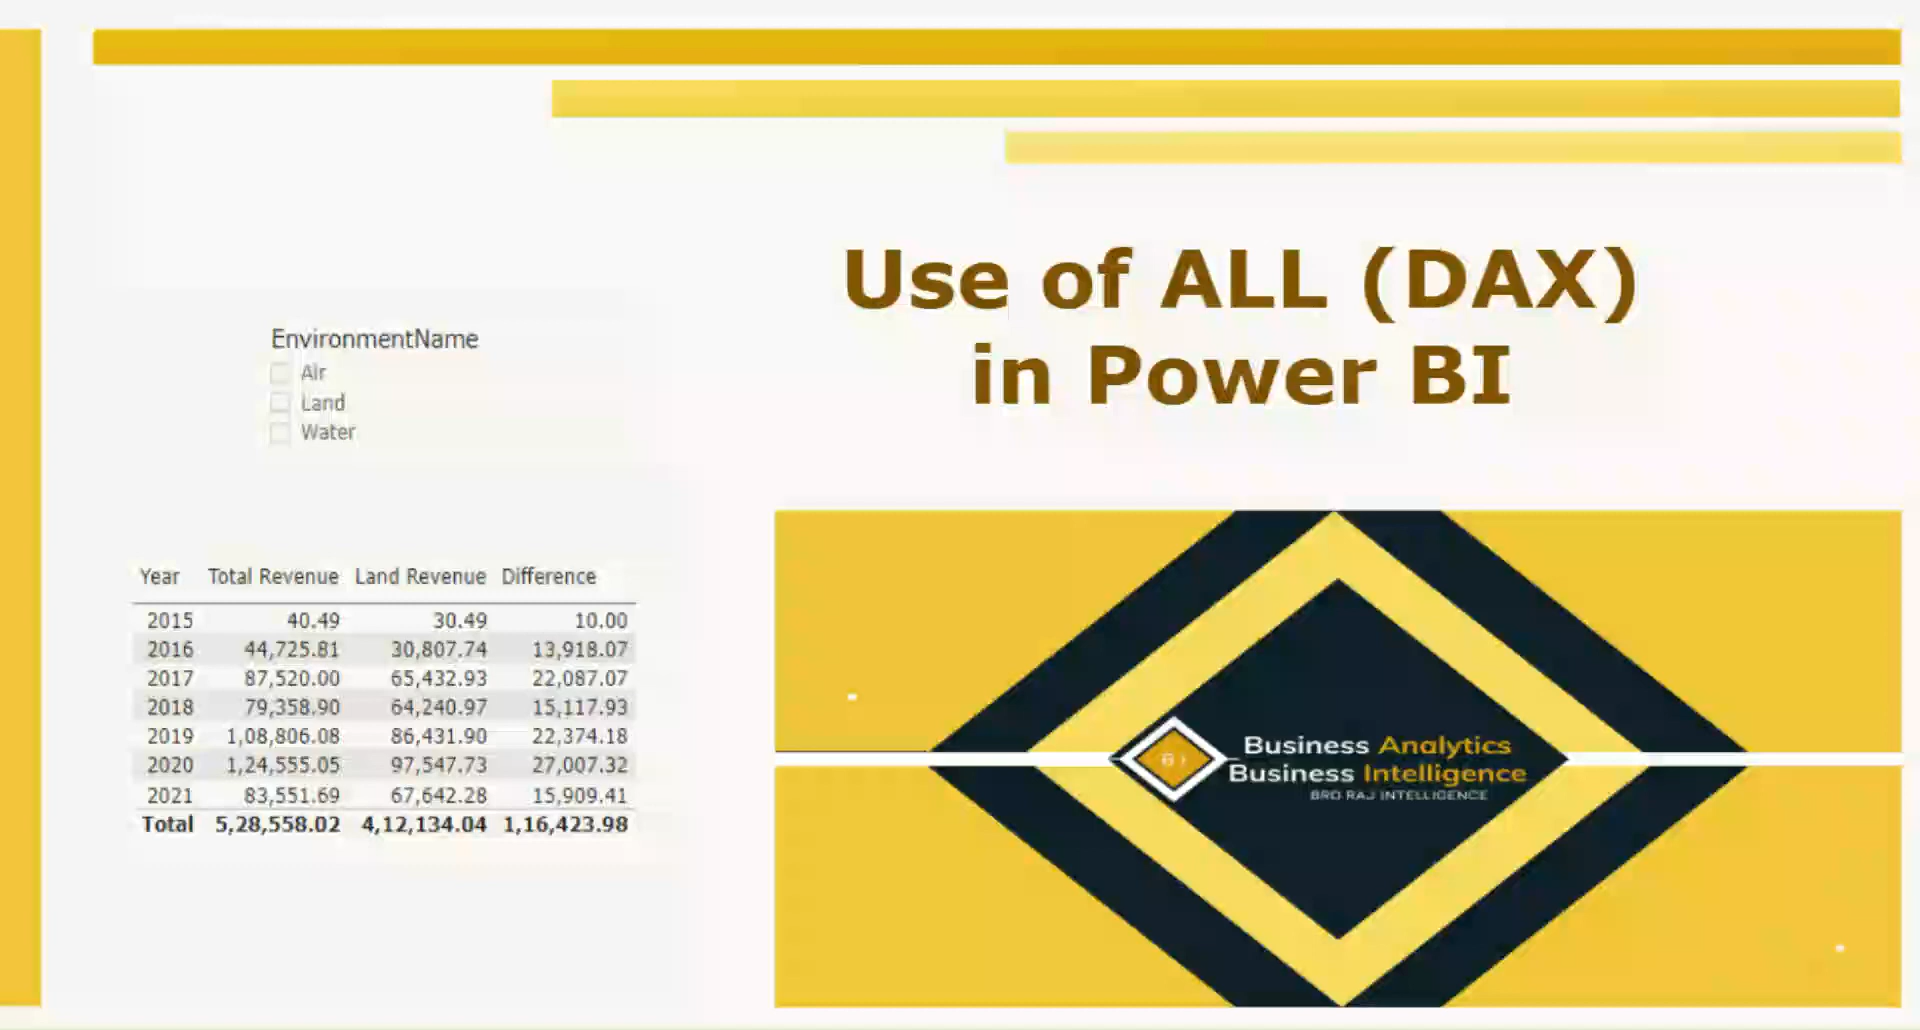 Use of ALL (DAX)
in Power BI
EnvironmentName
Air
Land
Water
Year Total Revenue Land Revenue Difference
2015 40.49 30.49 10.00
2016 44,725.81 30,807.74 13,918.07
2017 87,520.00 65,432.93 22,087.07
2018 79,358.90 64,240.97 15,117.93
2019 1,08,806.08 86,431.90 22,374.18
2020 1,24,555.05 97,547.73 27,007.32
2021 83,551.69 67,642.28 15,909.41
Total 5,28,558.02 4,12,134.04 1,16,423.98
Business Analytics
Business Intelligence
BRO RAJ INTELLIGENCE